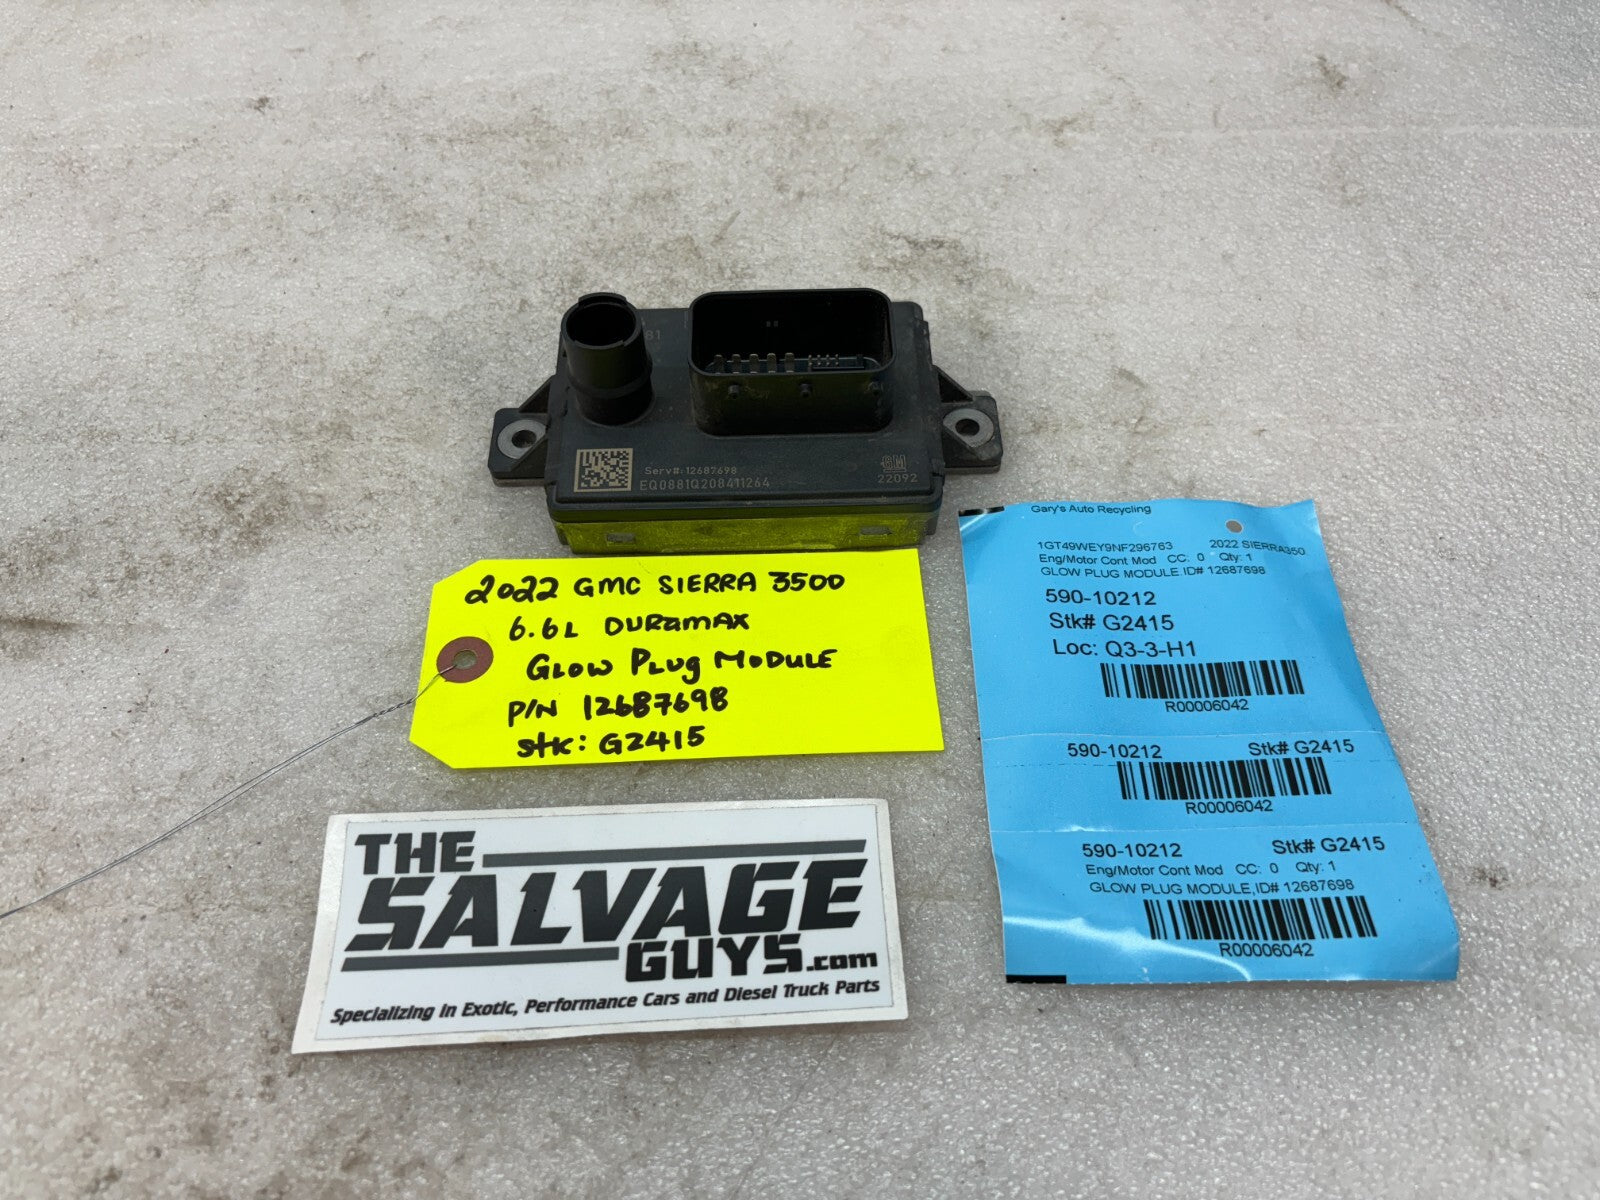 81
Serv#: 12687698
EQ0881Q208411264
GM
22092
2022 GMC SIERRA 3500
6.6L DURAMAX
GLOW PLUG MODULE
P/N 12687698
stk: G2415
THE
SALVAGE
GUYS.com
Specializing in Exotic, Performance Cars and Diesel Truck Parts
Gary's Auto Recycling
1GT49WEY9NF296763 2022 SIERRA350
Eng/Motor Cont Mod CC: 0 Qty: 1
GLOW PLUG MODULE ID# 12687698
590-10212
Stk# G2415
Loc: Q3-3-H1
R00006042
590-10212 Stk# G2415
R00006042
590-10212 Stk# G2415
Eng/Motor Cont Mod CC: 0 Qty: 1
GLOW PLUG MODULE,ID# 12687698
R00006042